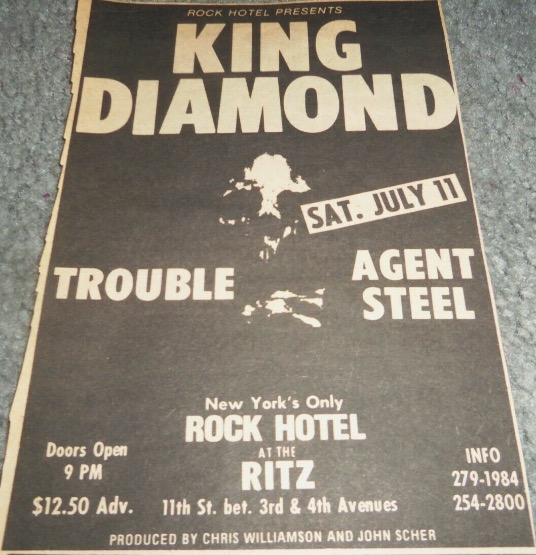 ROCK HOTEL PRESENTS
KING
DIAMOND
SAT. JULY 11
TROUBLE
AGENT
STEEL
New York's Only
ROCK HOTEL
AT THE
RITZ
11th St. bet. 3rd & 4th Avenues
Doors Open
9 PM
$12.50 Adv.
INFO
279-1984
254-2800
PRODUCED BY CHRIS WILLIAMSON AND JOHN SCHER